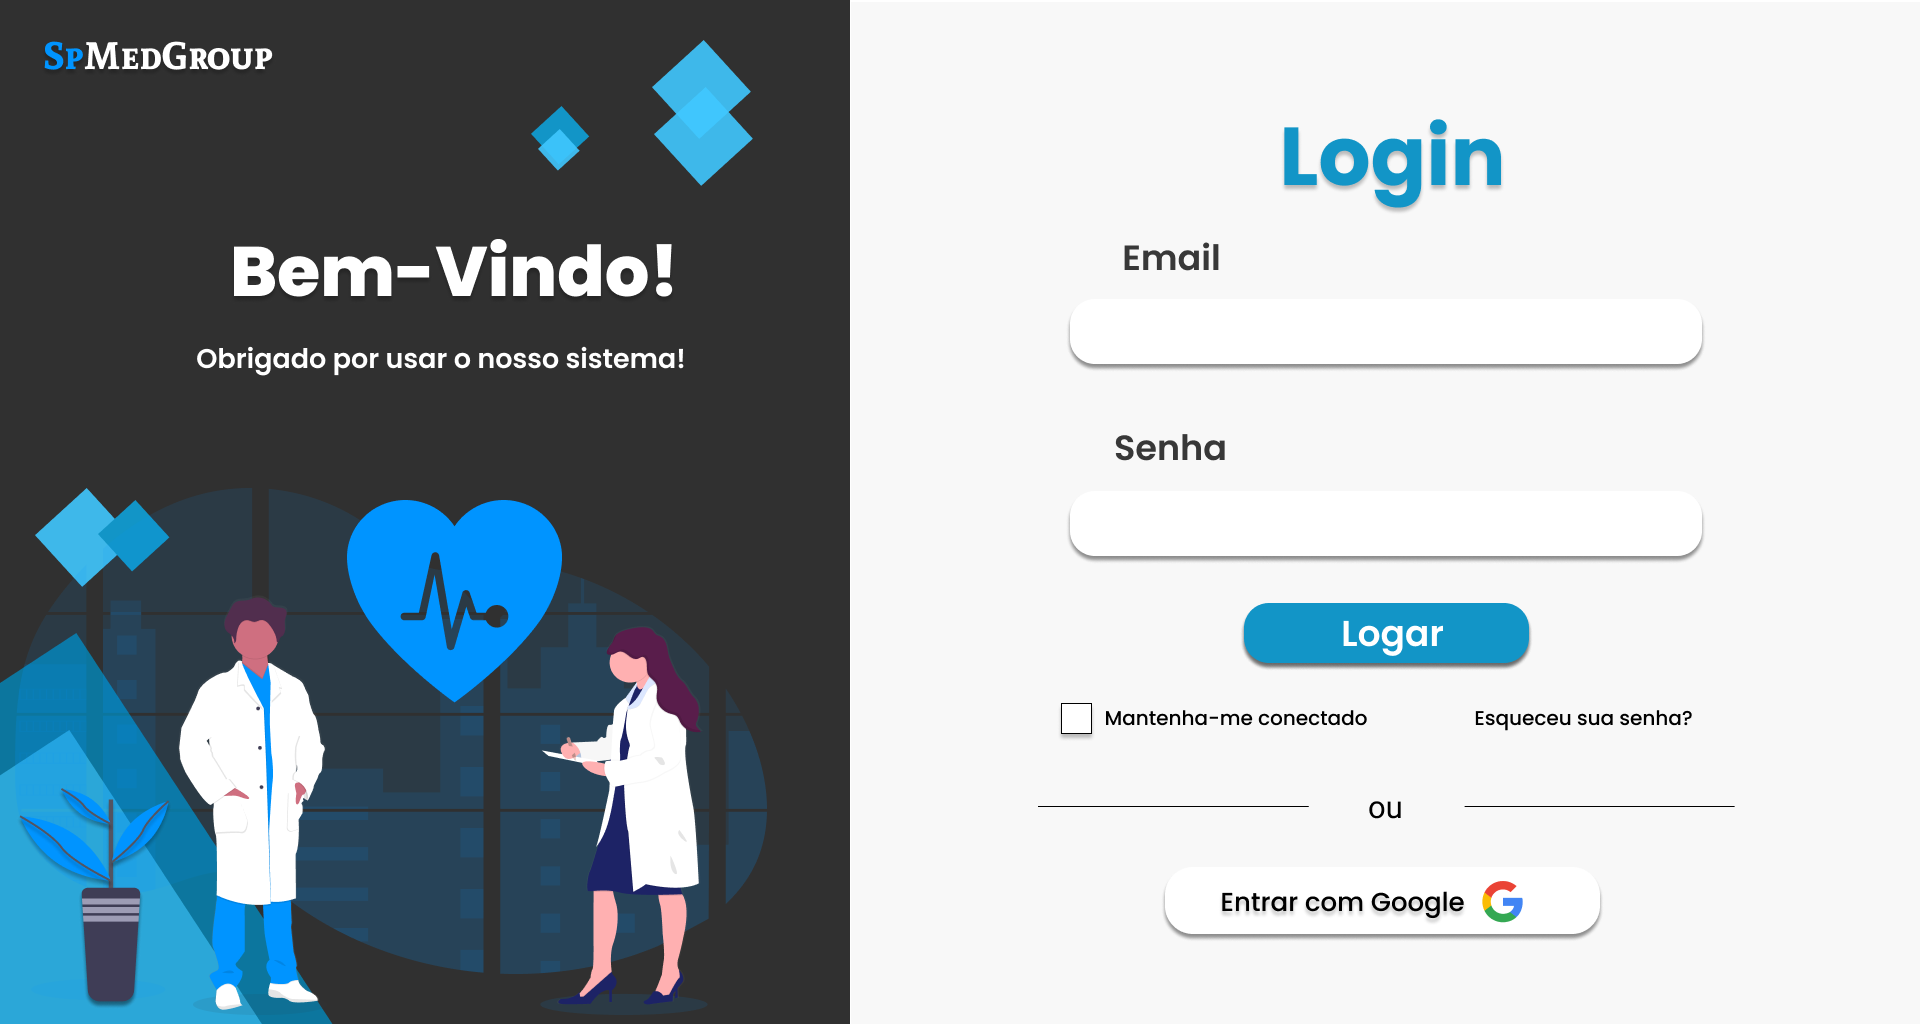 SpMedGroup
Bem-Vindo!
Obrigado por usar o nosso sistema!
Login
Email
Senha
Logar
Mantenha-me conectado
Esqueceu sua senha?
ou
Entrar com Google